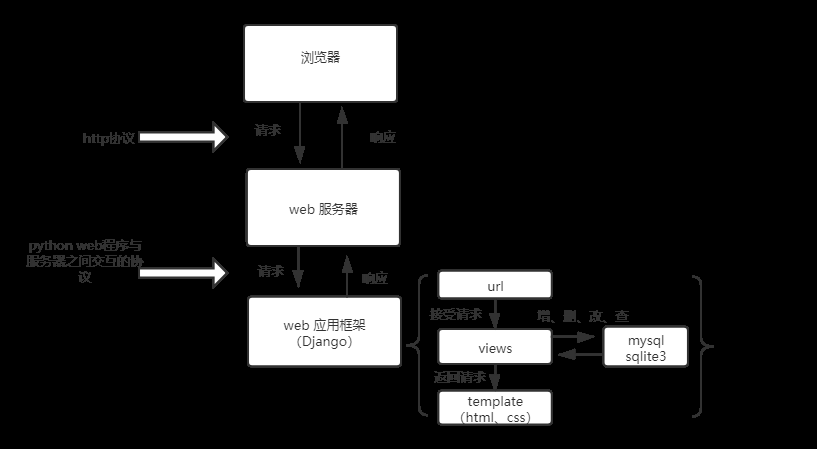 浏览器
请求
响应
http协议
web 服务器
python web程序与
服务器之间交互的协
议
请求
响应
web 应用框架
（Django）
url
接受请求
增、删、改、查
views
mysql
sqlite3
返回请求
template
（html、css）